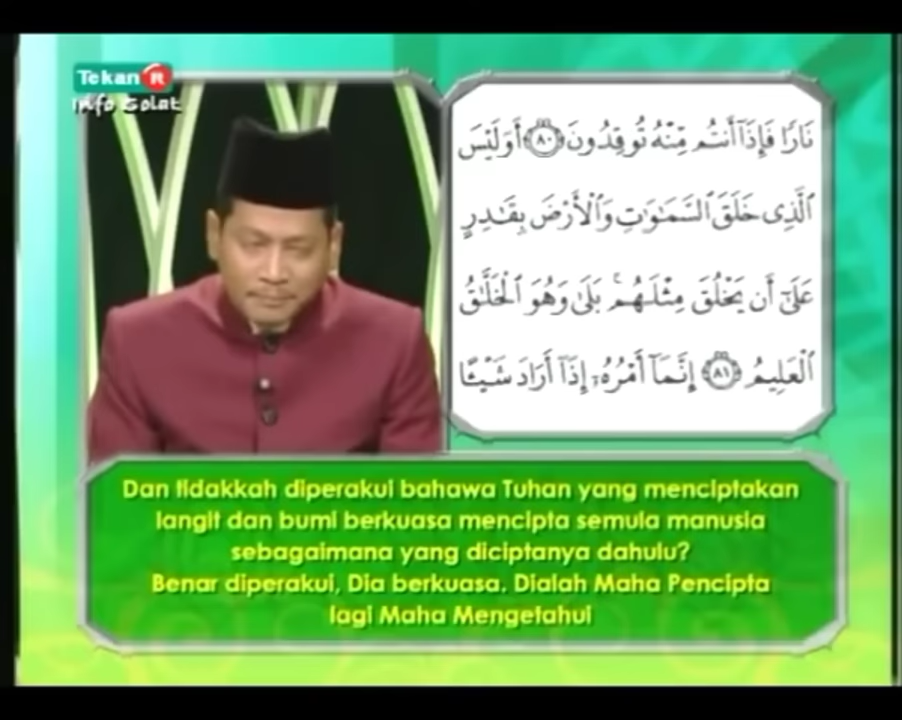 Tekan R
Info Solat
نَارًا فَإِذَآ أَنتُم مِّنْهُ تُوقِدُونَ ٨٠ أَوَلَيْسَ
ٱلَّذِى خَلَقَ ٱلسَّمَـٰوَٰتِ وَٱلْأَرْضَ بِقَـٰدِرٍ
عَلَىٰٓ أَن يَخْلُقَ مِثْلَهُم ۚ بَلَىٰ وَهُوَ ٱلْخَلَّـٰقُ
ٱلْعَلِيمُ ٨١ إِنَّمَآ أَمْرُهُۥٓ إِذَآ أَرَادَ شَيْـًٔا
Dan tidakkah diperakui bahawa Tuhan yang menciptakan
langit dan bumi berkuasa mencipta semula manusia
sebagaimana yang diciptanya dahulu?
Benar diperakui, Dia berkuasa. Dialah Maha Pencipta
lagi Maha Mengetahui